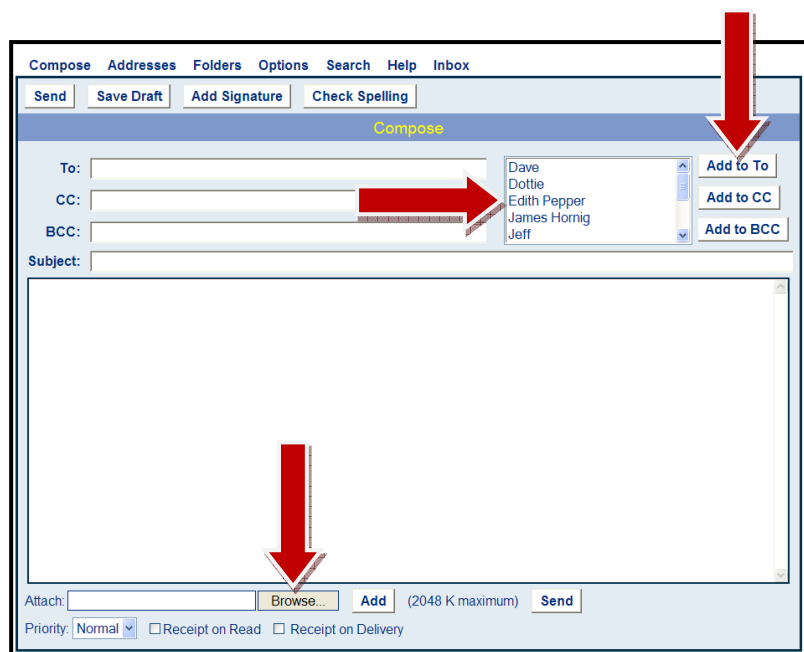 Compose Addresses Folders Options Search Help Inbox
Send Save Draft Add Signature Check Spelling
Compose
To:
CC:
BCC:
Dave
Dottie
Edith Pepper
James Hornig
Jeff
Add to To
Add to CC
Add to BCC
Subject:
Attach: Browse... Add (2048 K maximum) Send
Priority: Normal Receipt on Read Receipt on Delivery